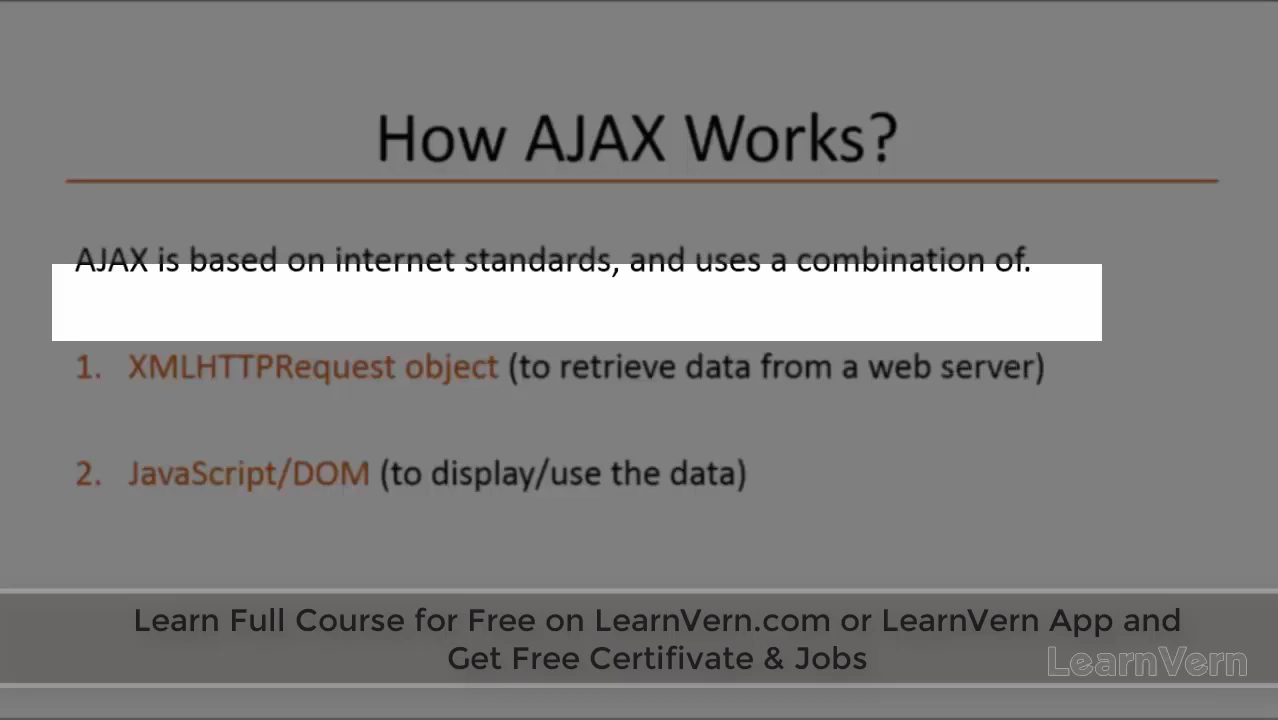 How AJAX Works?
AJAX is based on internet standards, and uses a combination of.
1. XMLHTTPRequest object (to retrieve data from a web server)
2. JavaScript/DOM (to display/use the data)
Learn Full Course for Free on LearnVern.com or LearnVern App and
Get Free Certifivate & Jobs
LearnVern